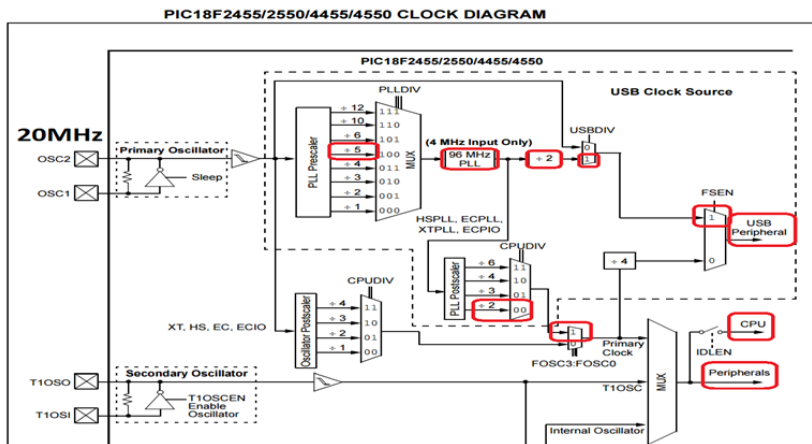 PIC18F2455/2550/4455/4550 CLOCK DIAGRAM
PIC18F2455/2550/4455/4550
USB Clock Source
PLLDIV
÷ 12 111
÷ 10 110
÷ 6 101
÷ 5 100
÷ 4 011
÷ 3 010
÷ 2 001
÷ 1 000
PLL Prescaler
MUX
(4 MHz Input Only)
96 MHz
PLL
÷ 2
USBDIV
0
1
20MHz
Primary Oscillator
OSC2
OSC1
Sleep
FSEN
1
0
USB
Peripheral
HSPLL, ECPLL,
XTPLL, ECPIO
CPUDIV
÷ 6 11
÷ 4 10
÷ 3 01
÷ 2 00
PLL Postscaler
÷ 4
CPUDIV
÷ 4 11
÷ 3 10
÷ 2 01
÷ 1 00
Oscillator Postscaler
XT, HS, EC, ECIO
1
0
FOSC3:FOSC0
Primary
Clock
CPU
IDLEN
Peripherals
MUX
Secondary Oscillator
T1OSO
T1OSI
T1OSCEN
Enable
Oscillator
T1OSC
Internal Oscillator